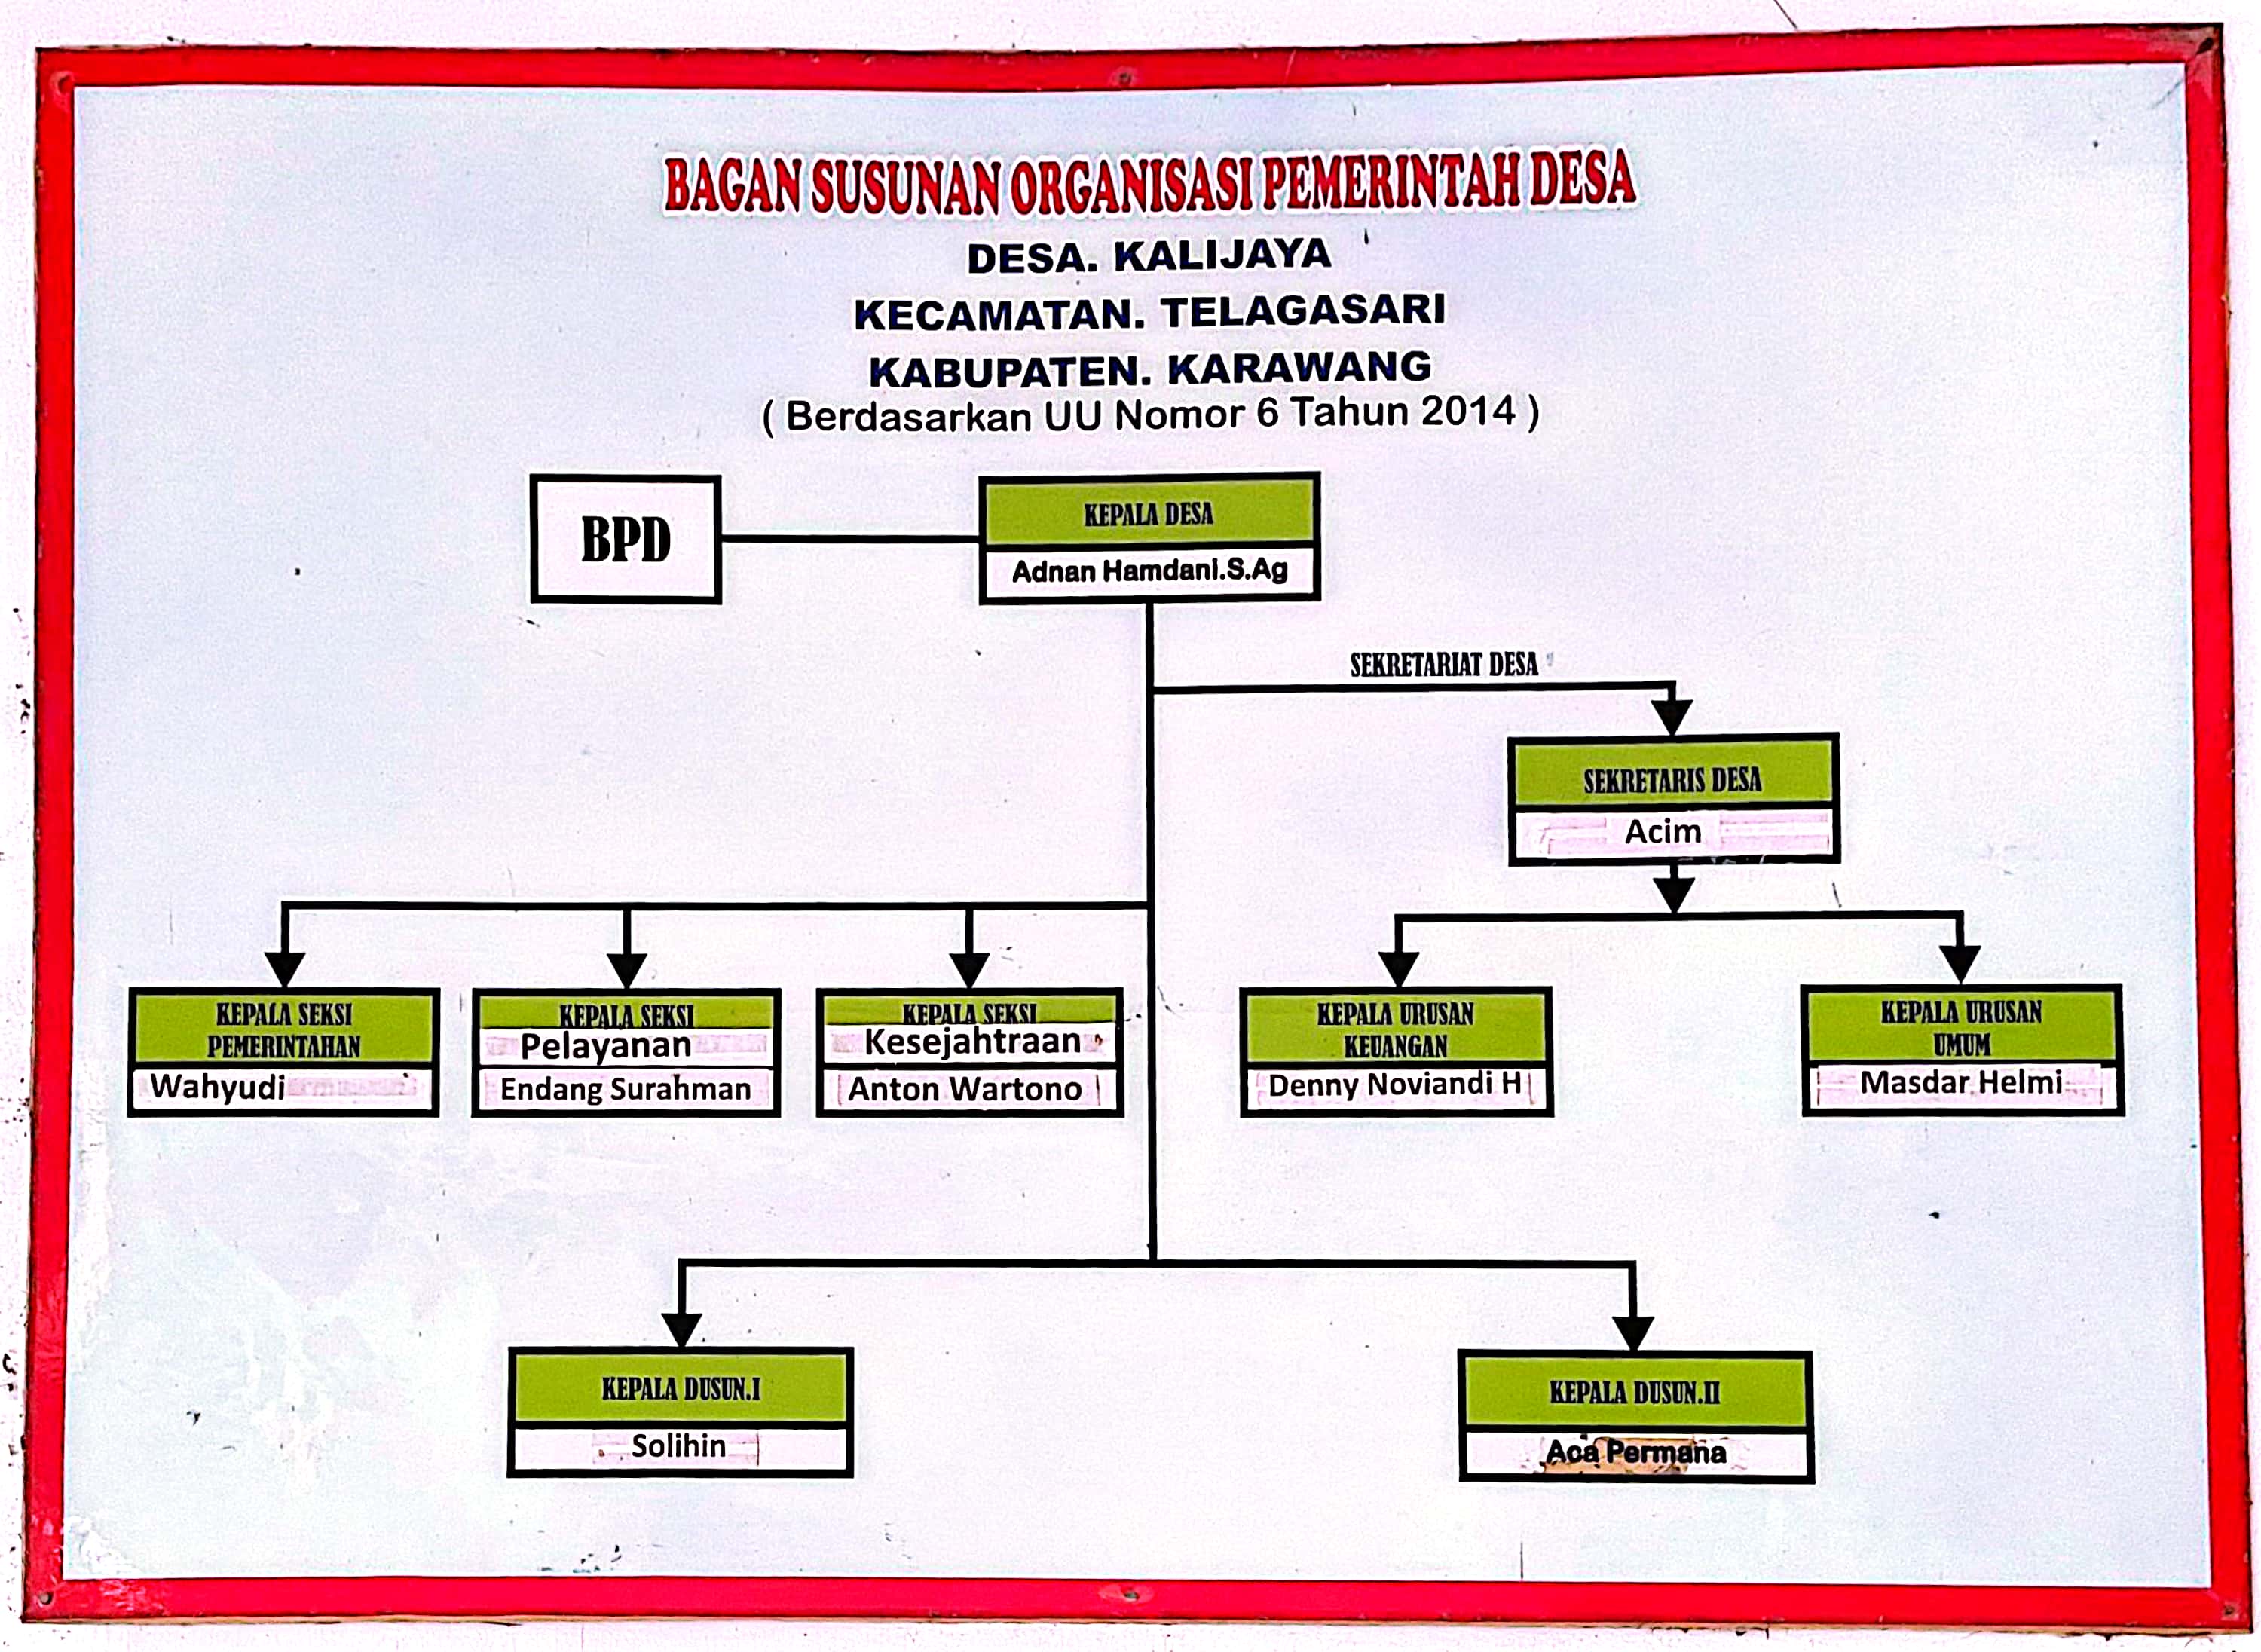 BAGAN SUSUNAN ORGANISASI PEMERINTAH DESA
DESA. KALIJAYA
KECAMATAN. TELAGASARI
KABUPATEN. KARAWANG
( Berdasarkan UU Nomor 6 Tahun 2014 )
BPD
KEPALA DESA
Adnan Hamdani.S.Ag
SEKRETARIAT DESA
SEKRETARIS DESA
Acim
KEPALA SEKSI
PEMERINTAHAN
Wahyudi
KEPALA SEKSI
Pelayanan
Endang Surahman
KEPALA SEKSI
Kesejahtraan
Anton Wartono
KEPALA URUSAN
KEUANGAN
Denny Noviandi H
KEPALA URUSAN
UMUM
Masdar Helmi
KEPALA DUSUN.I
Solihin
KEPALA DUSUN.II
Aca Permana